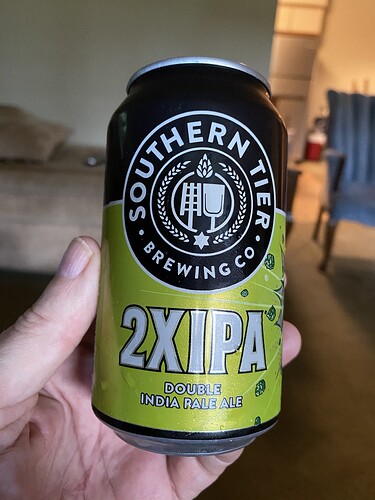 SOUTHERN TIER
• BREWING CO •
2XIPA
DOUBLE
INDIA PALE ALE